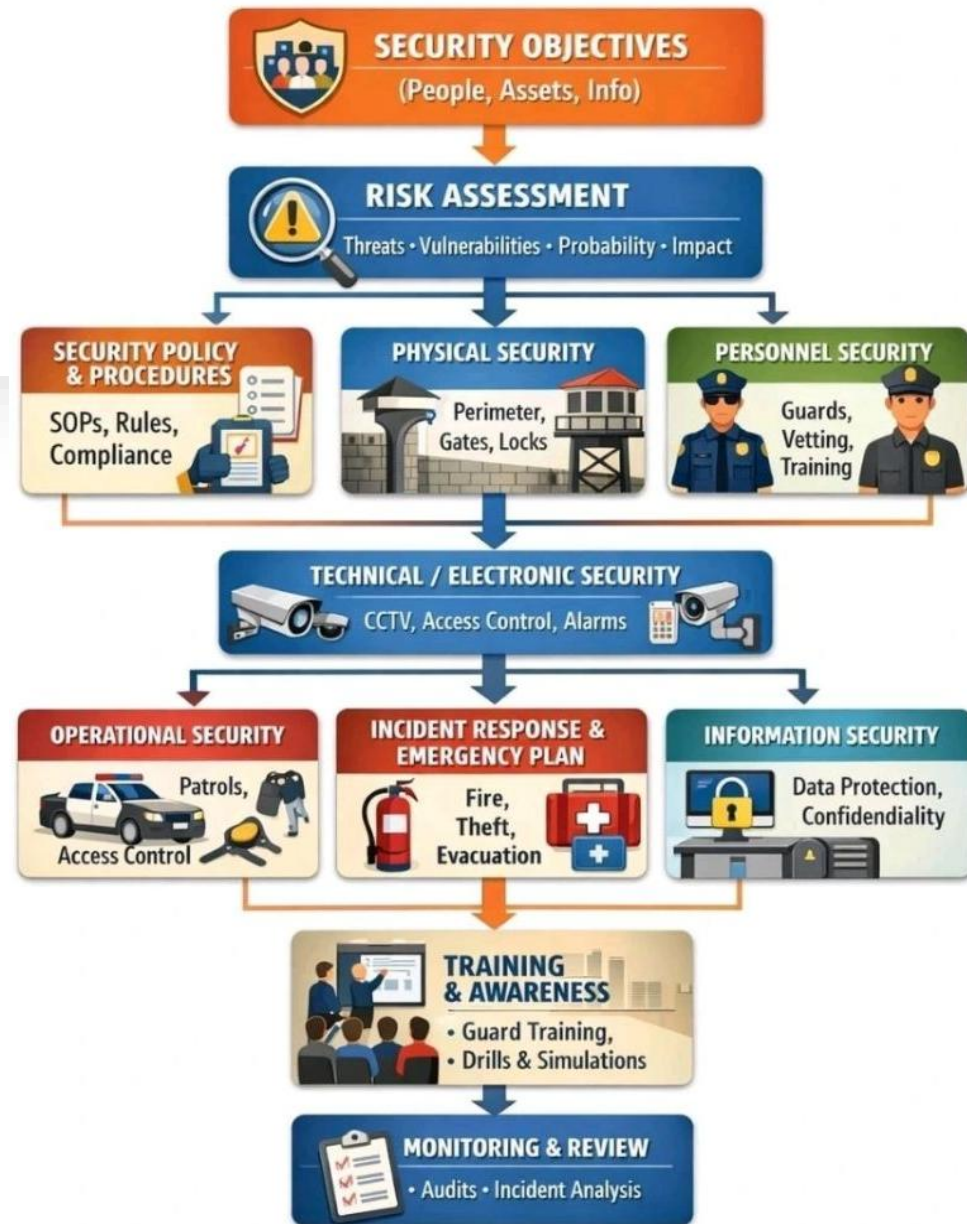 SECURITY OBJECTIVES
(People, Assets, Info)
RISK ASSESSMENT
Threats • Vulnerabilities • Probability • Impact
SECURITY POLICY
& PROCEDURES
SOPs, Rules,
Compliance
PHYSICAL SECURITY
Perimeter,
Gates, Locks
PERSONNEL SECURITY
Guards,
Vetting,
Training
TECHNICAL / ELECTRONIC SECURITY
CCTV, Access Control, Alarms
OPERATIONAL SECURITY
Patrols,
Access Control
INCIDENT RESPONSE &
EMERGENCY PLAN
Fire,
Theft,
Evacuation
INFORMATION SECURITY
Data Protection,
Confidendiality
TRAINING
& AWARENESS
• Guard Training,
• Drills & Simulations
MONITORING & REVIEW
• Audits • Incident Analysis